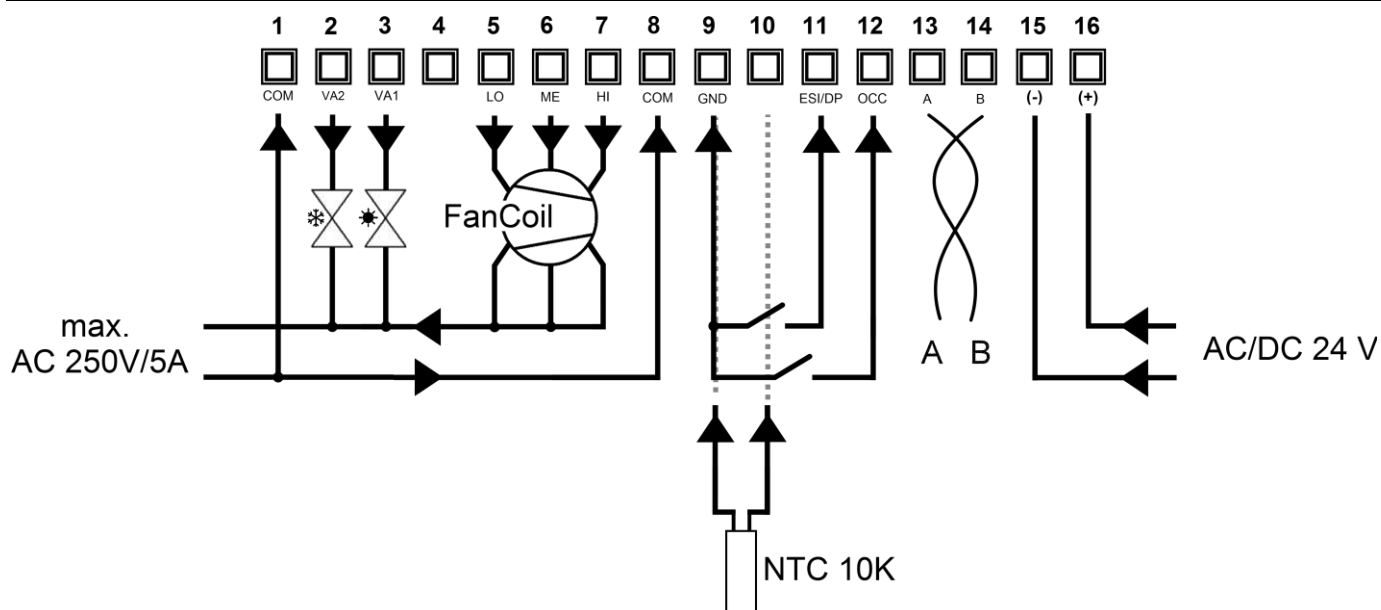 1 2 3 4 5 6 7 8 9 10 11 12 13 14 15 16
COM VA2 VA1 LO ME HI COM GND ESI/DP OCC A B (-) (+)
FanCoil
max.
AC 250V/5A
A B
AC/DC 24 V
NTC 10K